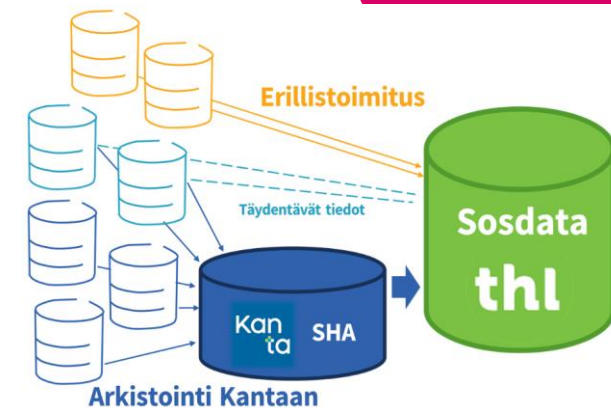 Erillistoimitus
Täydentävät tiedot
Sosdata
thl
Kan
ta
SHA
Arkistointi Kantaan